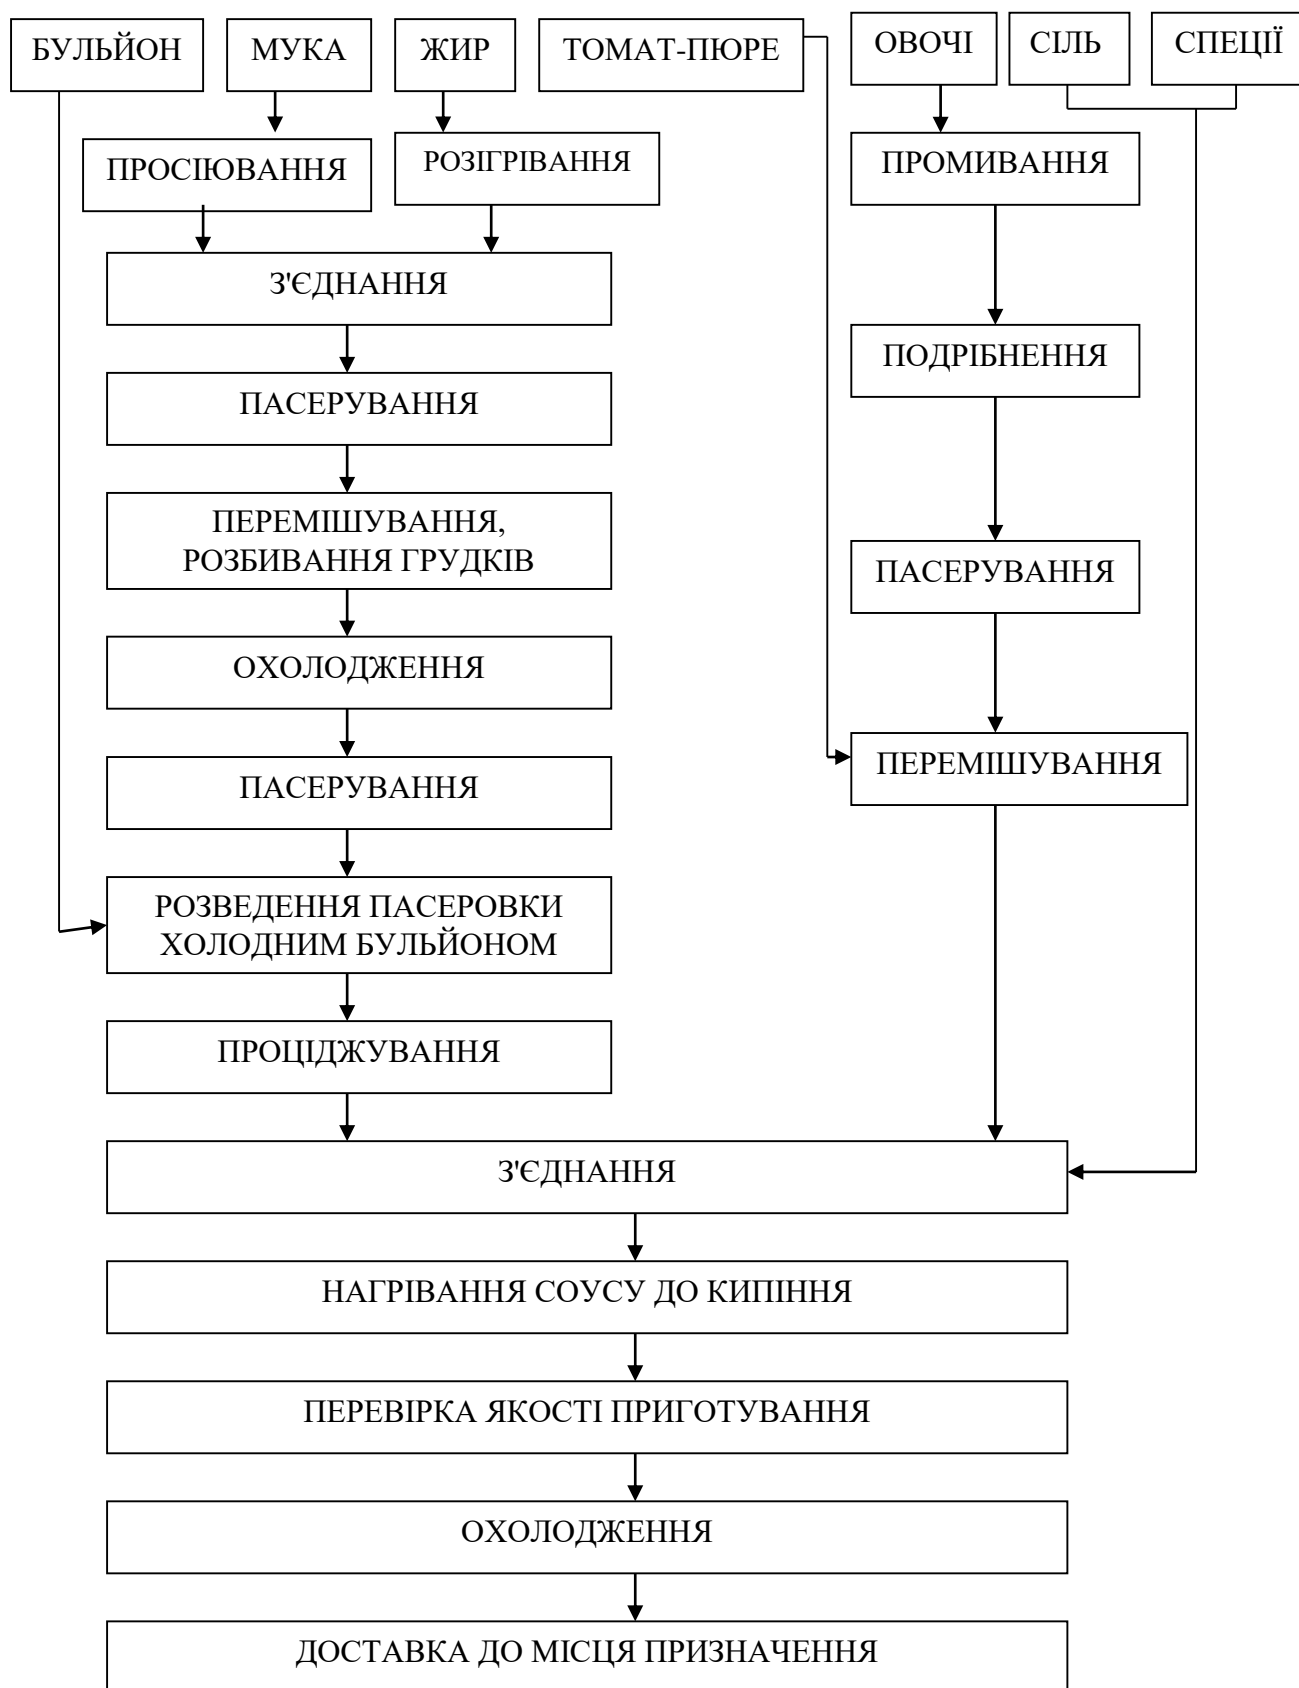 БУЛЬЙОН
МУКА
ЖИР
ТОМАТ-ПЮРЕ
ОВОЧІ
СІЛЬ
СПЕЦІЇ
ПРОСІЮВАННЯ
РОЗІГРІВАННЯ
ПРОМИВАННЯ
З'ЄДНАННЯ
ПОДРІБНЕННЯ
ПАСЕРУВАННЯ
ПЕРЕМІШУВАННЯ,
РОЗБИВАННЯ ГРУДКІВ
ПАСЕРУВАННЯ
ОХОЛОДЖЕННЯ
ПЕРЕМІШУВАННЯ
ПАСЕРУВАННЯ
РОЗВЕДЕННЯ ПАСЕРОВКИ
ХОЛОДНИМ БУЛЬЙОНОМ
ПРОЦІДЖУВАННЯ
З'ЄДНАННЯ
НАГРІВАННЯ СОУСУ ДО КИПІННЯ
ПЕРЕВІРКА ЯКОСТІ ПРИГОТУВАННЯ
ОХОЛОДЖЕННЯ
ДОСТАВКА ДО МІСЦЯ ПРИЗНАЧЕННЯ